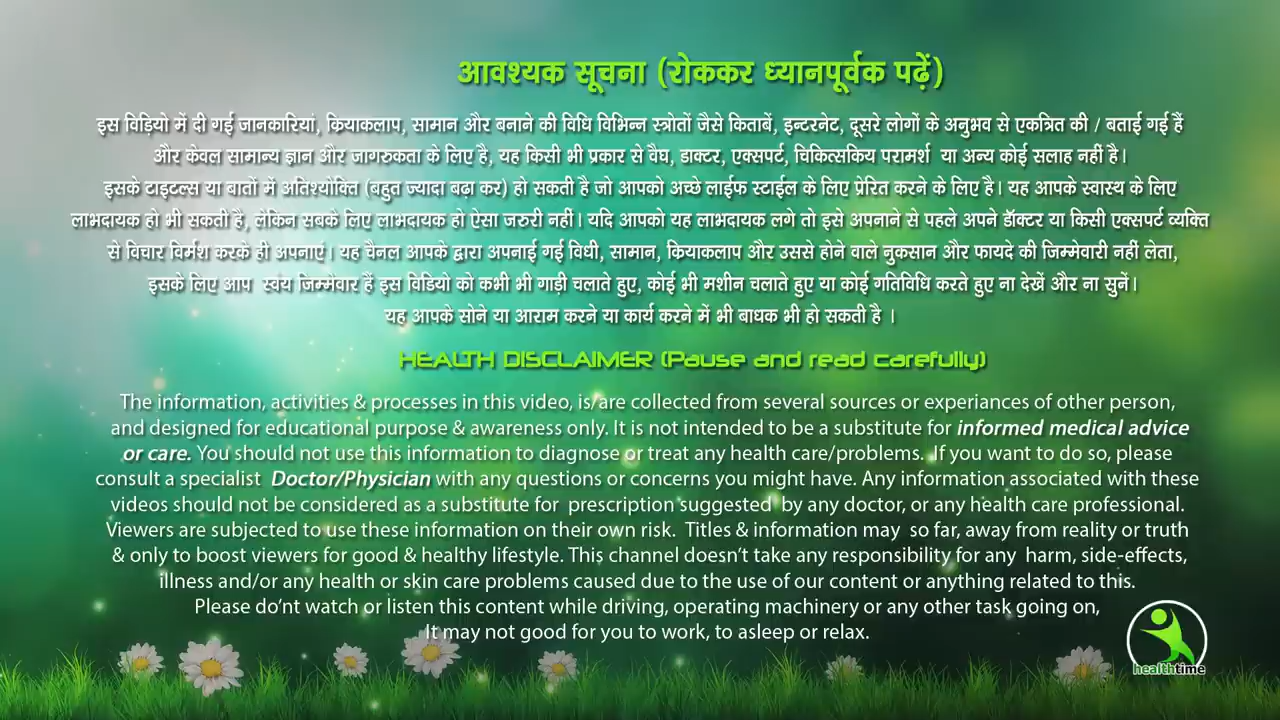 आवश्यक सूचना (रोककर ध्यानपूर्वक पढ़ें)
इस विड़ियो में दी गई जानकारियां, कियाकलाप, सामान और बनाने की विधि विभिन्न स्त्रोतों जैसे किताबें, इन्टरनेट, दूसरे लोगों के अनुभव से एकत्रित की / बताई गई हैं
और केवल सामान्य ज्ञान और जागरुकता के लिए है, यह किसी भी प्रकार से वैघ, डाक्टर, एक्सपर्ट, चिकित्सकिय परामर्श या अन्य कोई सलाह नहीं है।
इसके टाइटल्स या बातों में अतिश्योक्ति (बहुत ज्यादा बढ़ा कर) हो सकती है जो आपको अच्छे लाईफ स्टाईल के लिए प्रेरित करने के लिए है। यह आपके स्वास्थ के लिए
लाभदायक हो भी सकती है, लेकिन सबके लिए लाभदायक हो ऐसा जरुरी नहीं। यदि आपको यह लाभदायक लगे तो इसे अपनाने से पहले अपने डॉक्टर या किसी एक्सपर्ट व्यक्ति
से विचार विर्मश करके ही अपनाएं। यह चैनल आपके द्वारा अपनाई गई विधी, सामान, कियाकलाप और उससे होने वाले नुकसान और फायदे की जिम्मेवारी नहीं लेता,
इसके लिए आप स्वंय जिम्मेवार हैं इस विडियो को कभी भी गाड़ी चलाते हुए, कोई भी मशीन चलाते हुए या कोई गतिविधि करते हुए ना देखें और ना सुनें।
यह आपके सोने या आराम करने या कार्य करने में भी बाधक भी हो सकती है ।
HEALTH DISCLAIMER (Pause and read carefully)
The information, activities & processes in this video, is/are collected from several sources or experiances of other person,
and designed for educational purpose & awareness only. It is not intended to be a substitute for informed medical advice
or care. You should not use this information to diagnose or treat any health care/problems. If you want to do so, please
consult a specialist Doctor/Physician with any questions or concerns you might have. Any information associated with these
videos should not be considered as a substitute for prescription suggested by any doctor, or any health care professional.
Viewers are subjected to use these information on their own risk. Titles & information may so far, away from reality or truth
& only to boost viewers for good & healthy lifestyle. This channel doesn't take any responsibility for any harm, side-effects,
illness and/or any health or skin care problems caused due to the use of our content or anything related to this.
Please do'nt watch or listen this content while driving, operating machinery or any other task going on,
It may not good for you to work, to asleep or relax.
healthtime